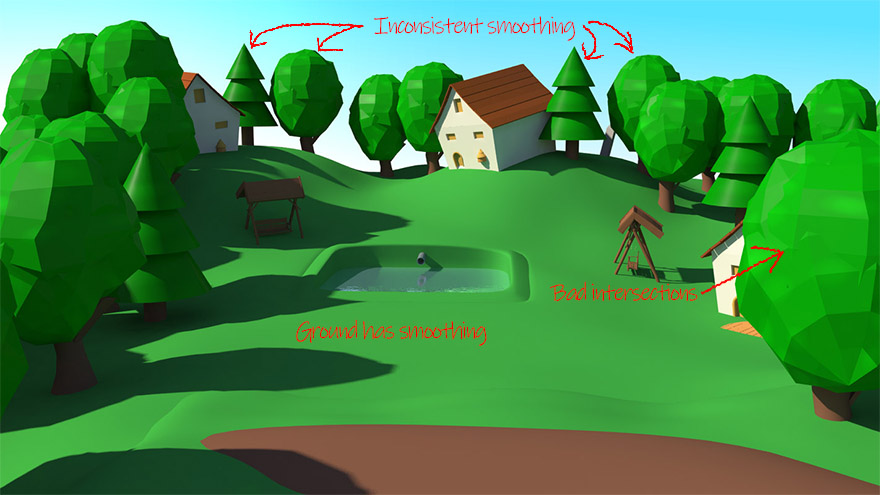 Inconsistent smoothing
Bad intersections
Ground has smoothing